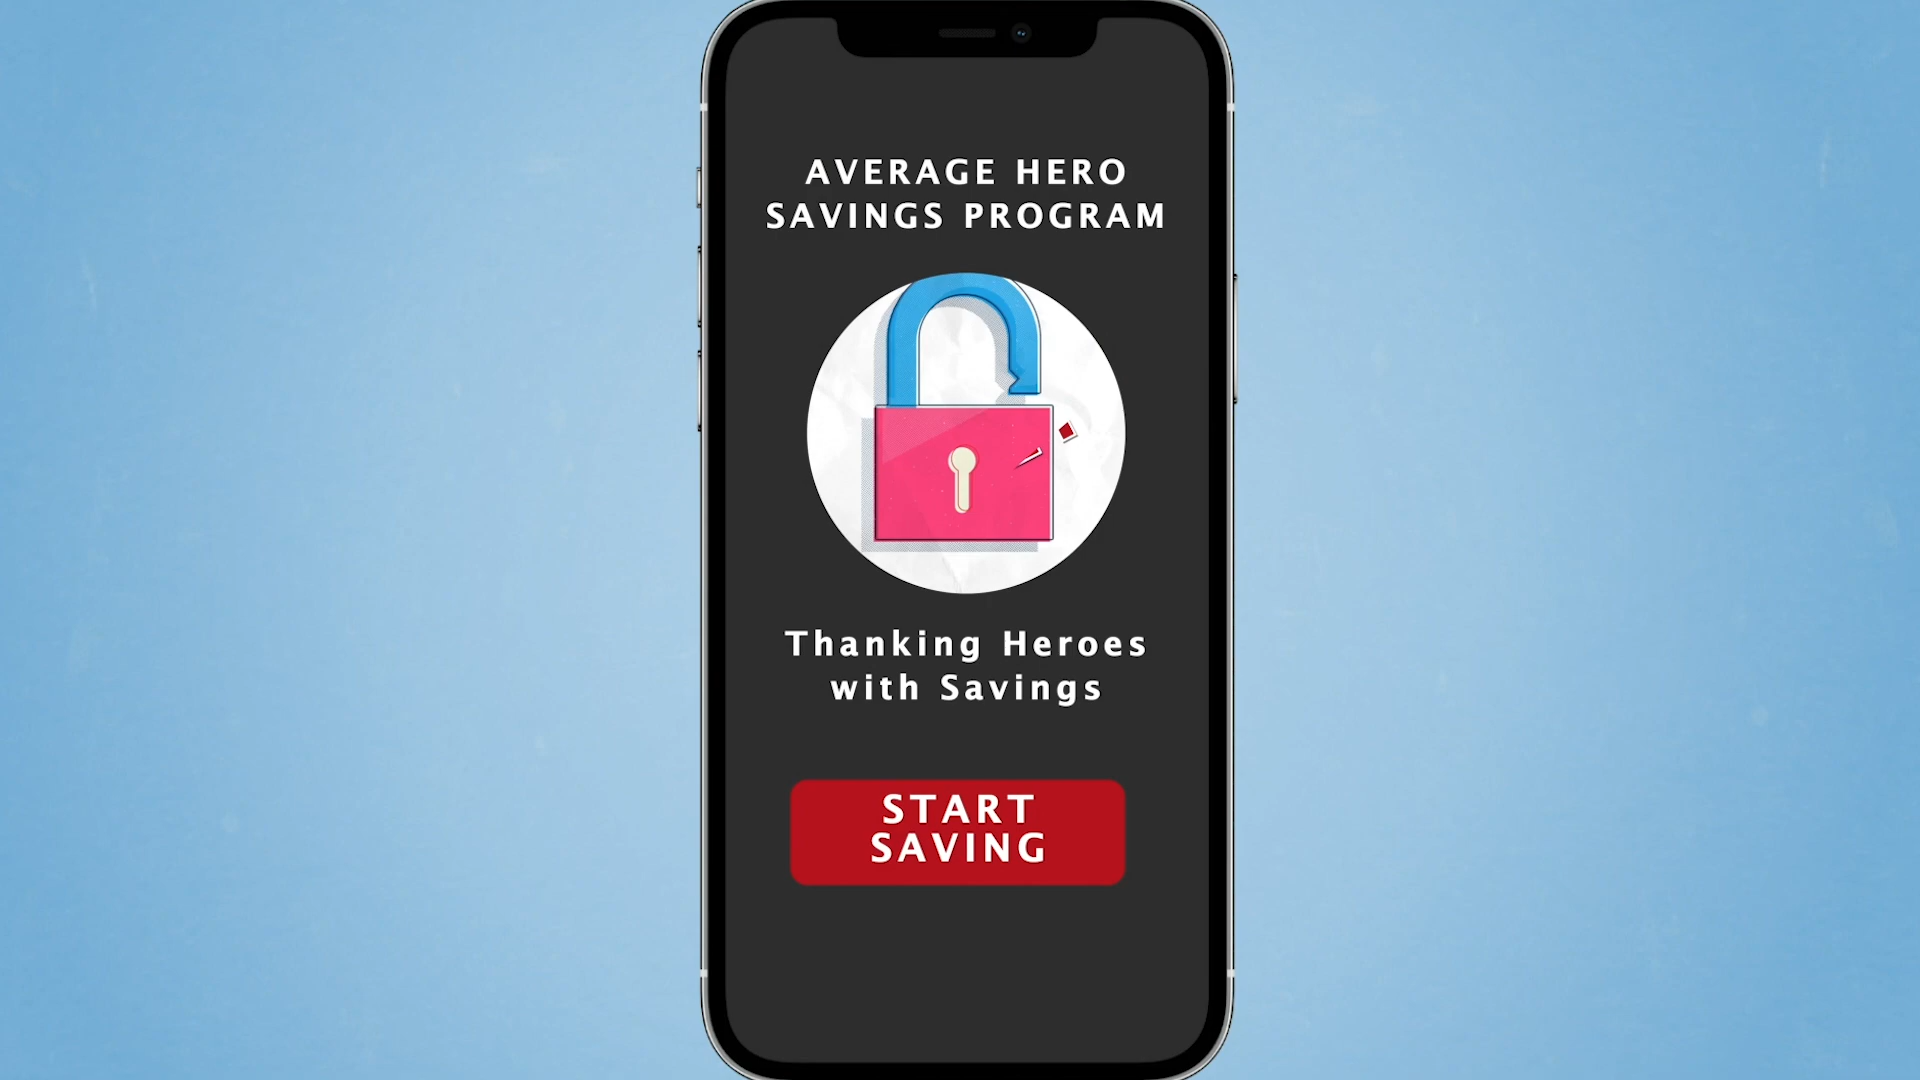 AVERAGE HERO
SAVINGS PROGRAM
Thanking Heroes
with Savings
START
SAVING